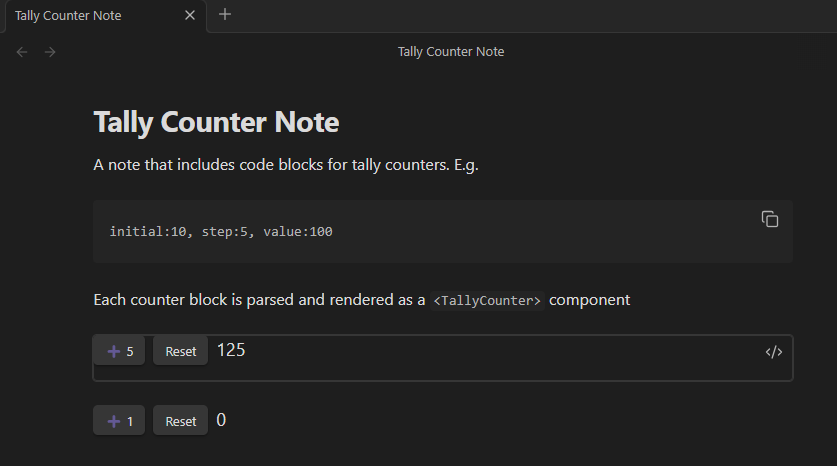 Tally Counter Note
Tally Counter Note
Tally Counter Note
A note that includes code blocks for tally counters. E.g.
initial:10, step:5, value:100
Each counter block is parsed and rendered as a <TallyCounter> component
➕ 5 Reset 125 </>
➕ 1 Reset 0